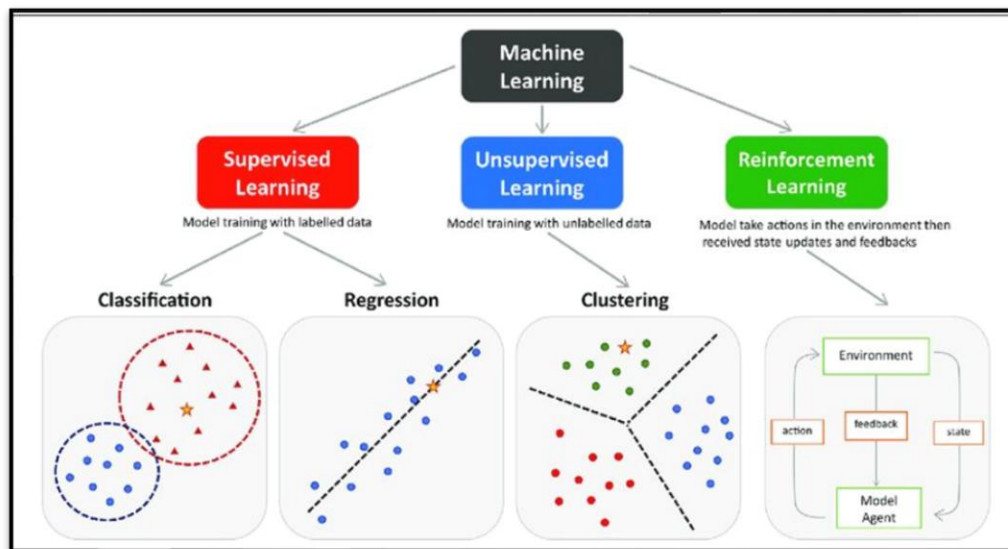 Machine
Learning
Supervised
Learning
Unsupervised
Learning
Reinforcement
Learning
Model training with labelled data
Model training with unlabelled data
Model take actions in the environment then
received state updates and feedbacks
Classification
Regression
Clustering
Environment
action
feedback
state
Model
Agent